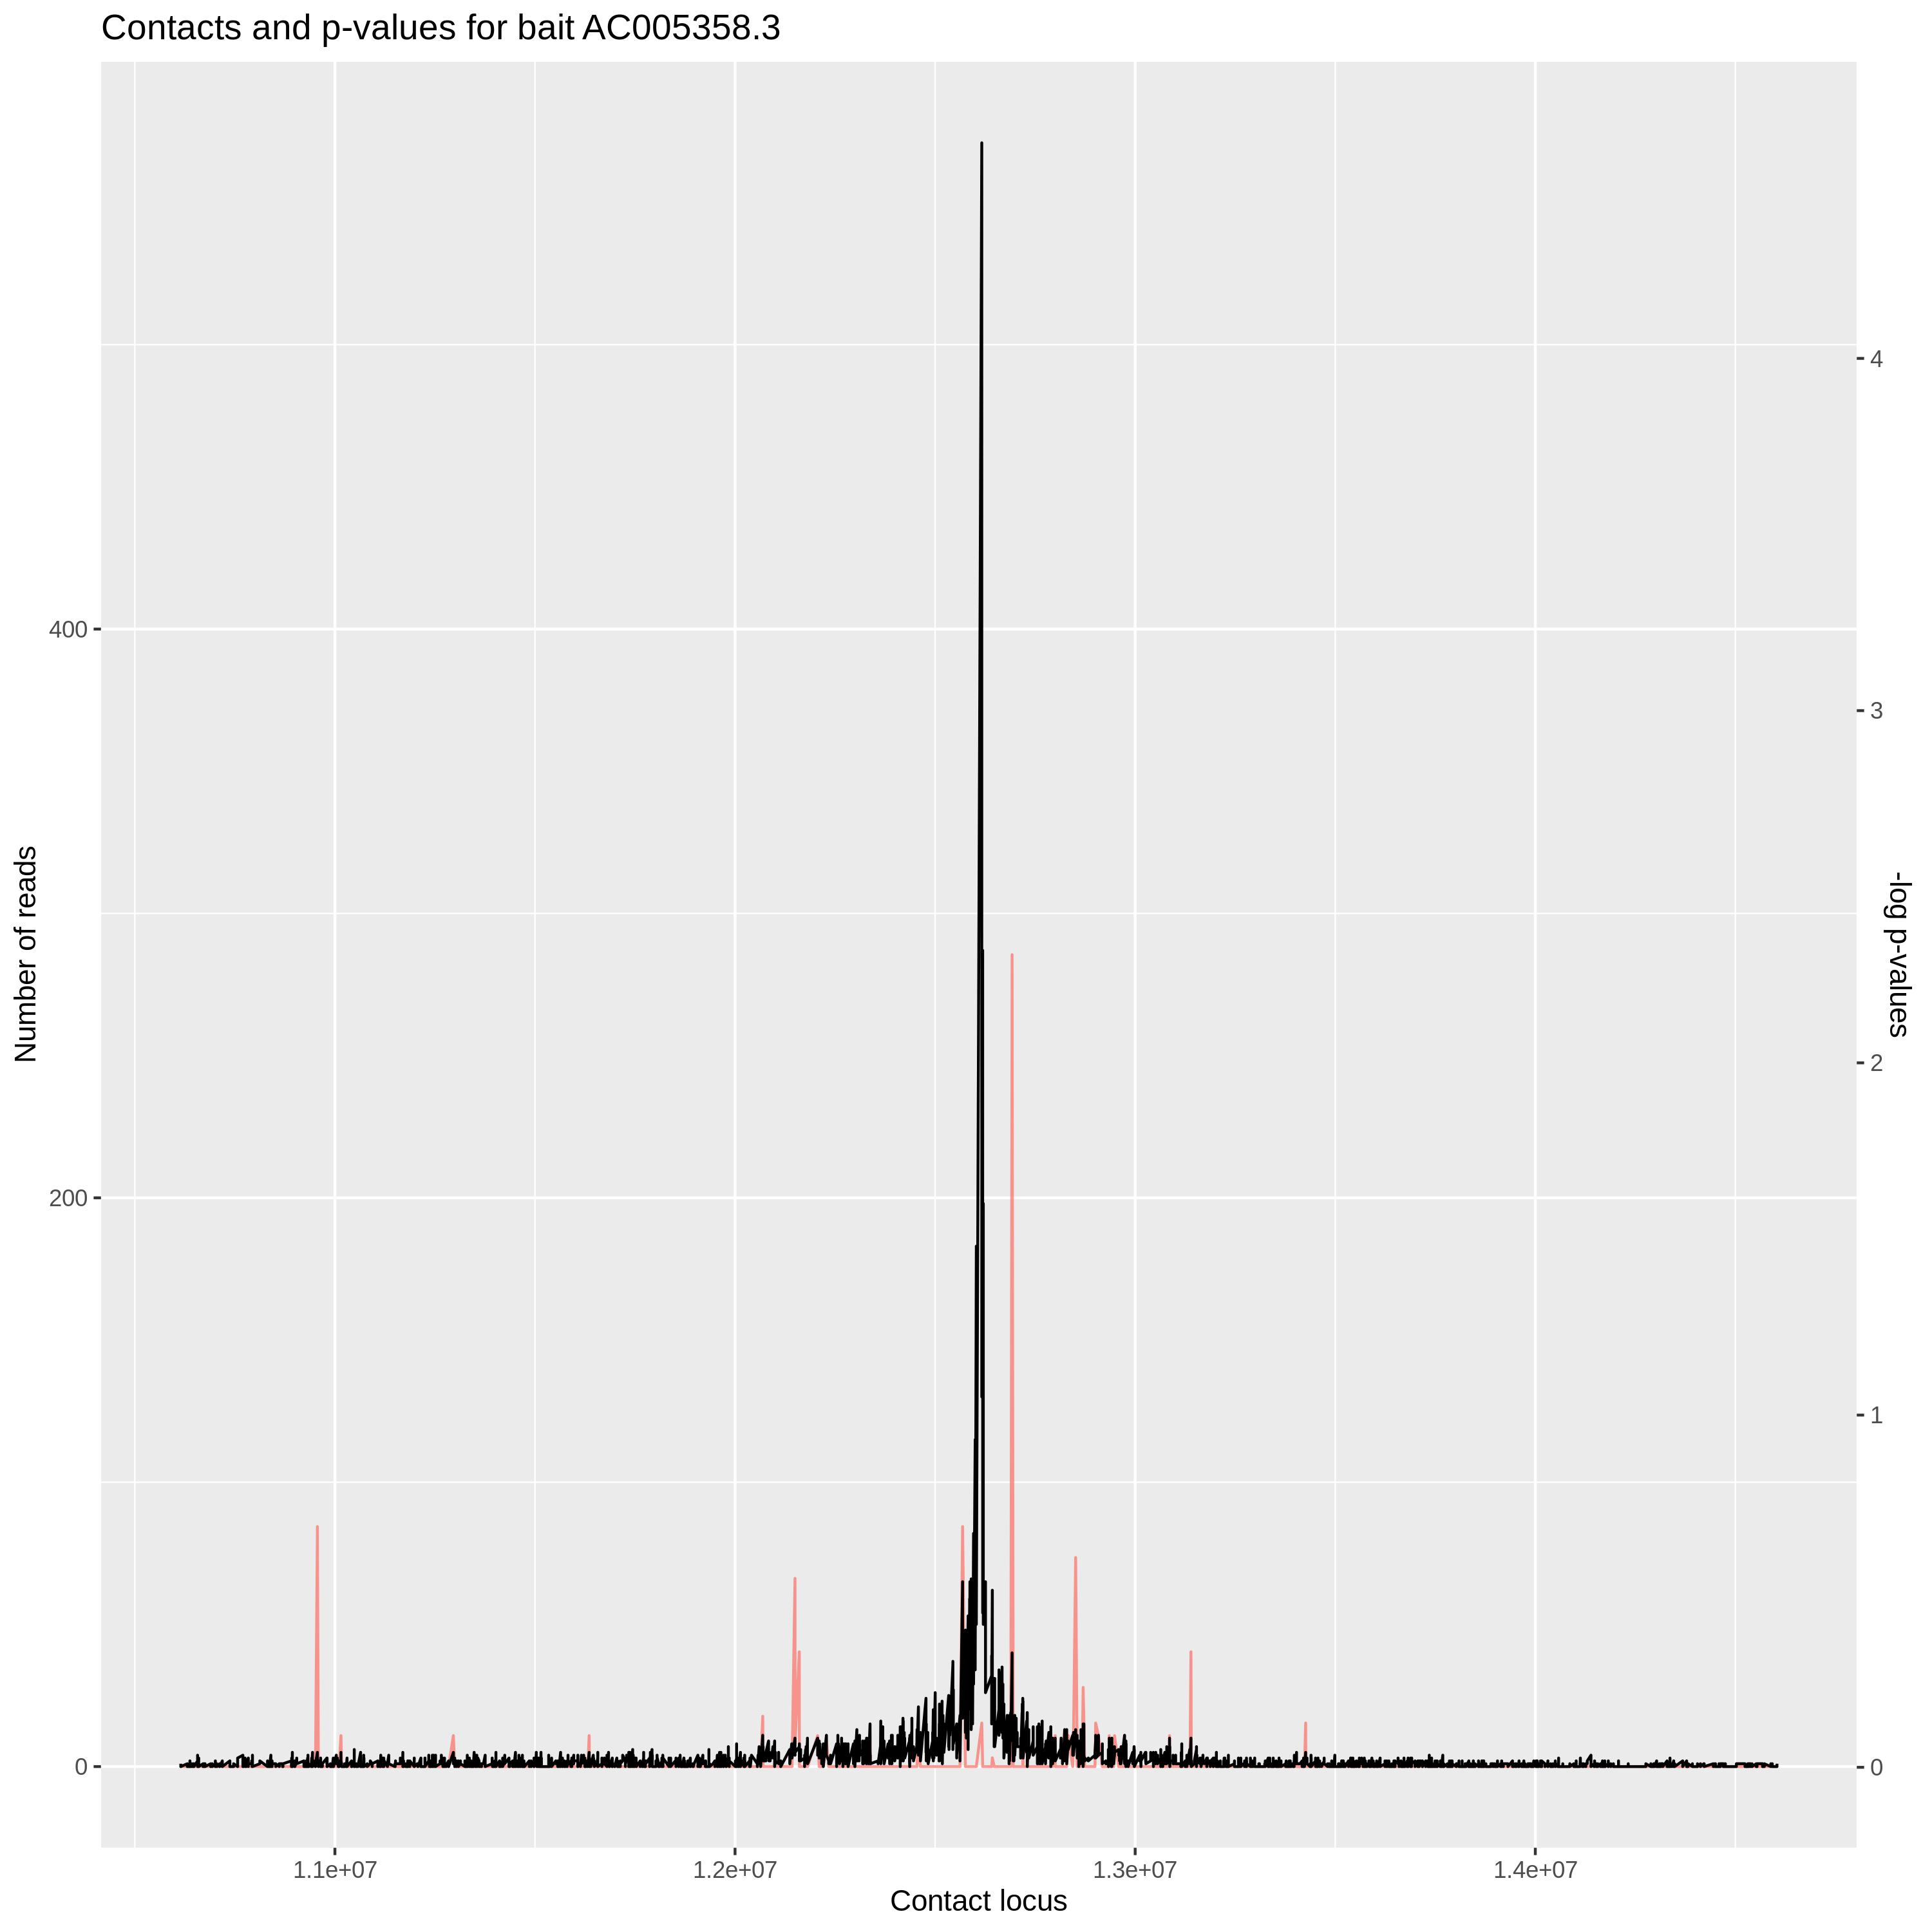 Contacts and p-values for bait AC005358.3
Number of reads
400
200
0
4
3
2
1
0
-log p-values
1.1e+07
1.2e+07
1.3e+07
1.4e+07
Contact locus